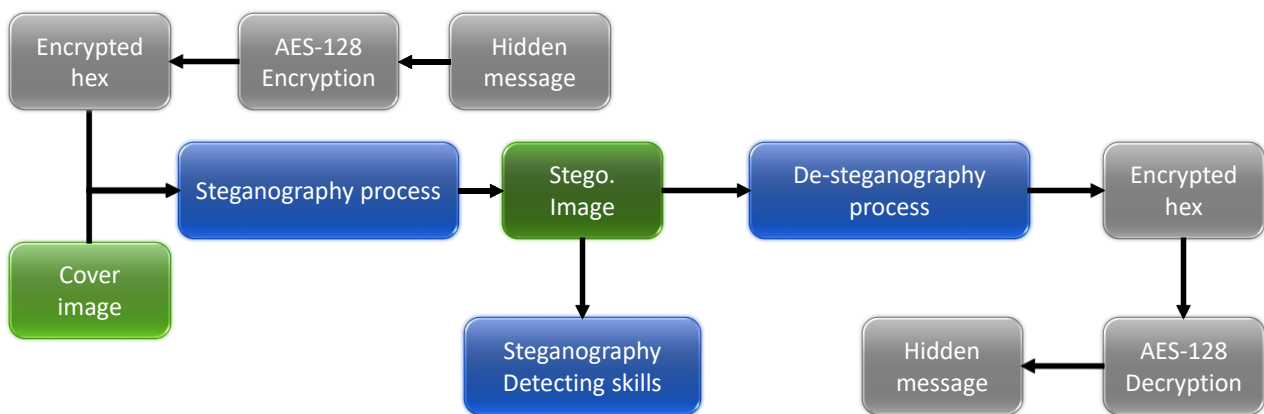 Encrypted
hex
AES-128
Encryption
Hidden
message
Steganography process
Stego.
Image
De-steganography
process
Encrypted
hex
Cover
image
Steganography
Detecting skills
Hidden
message
AES-128
Decryption